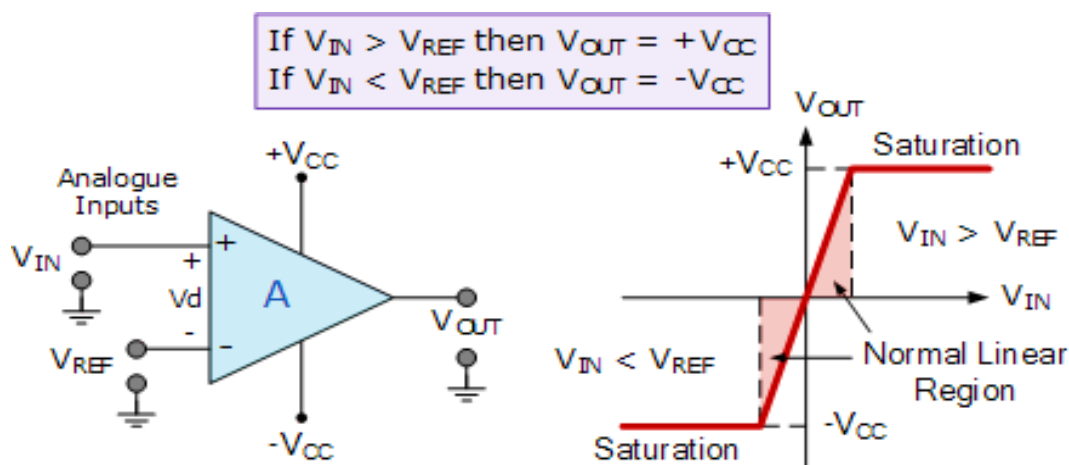 If VIN > VREF then VOUT = +VCC
If VIN < VREF then VOUT = -VCC
+VCC
Analogue
Inputs
VIN
+
+
Vd
A
-
-
VREF
VOUT
-VCC
VOUT
+VCC
Saturation
VIN > VREF
VIN
VIN < VREF
Normal Linear
Region
-VCC
Saturation